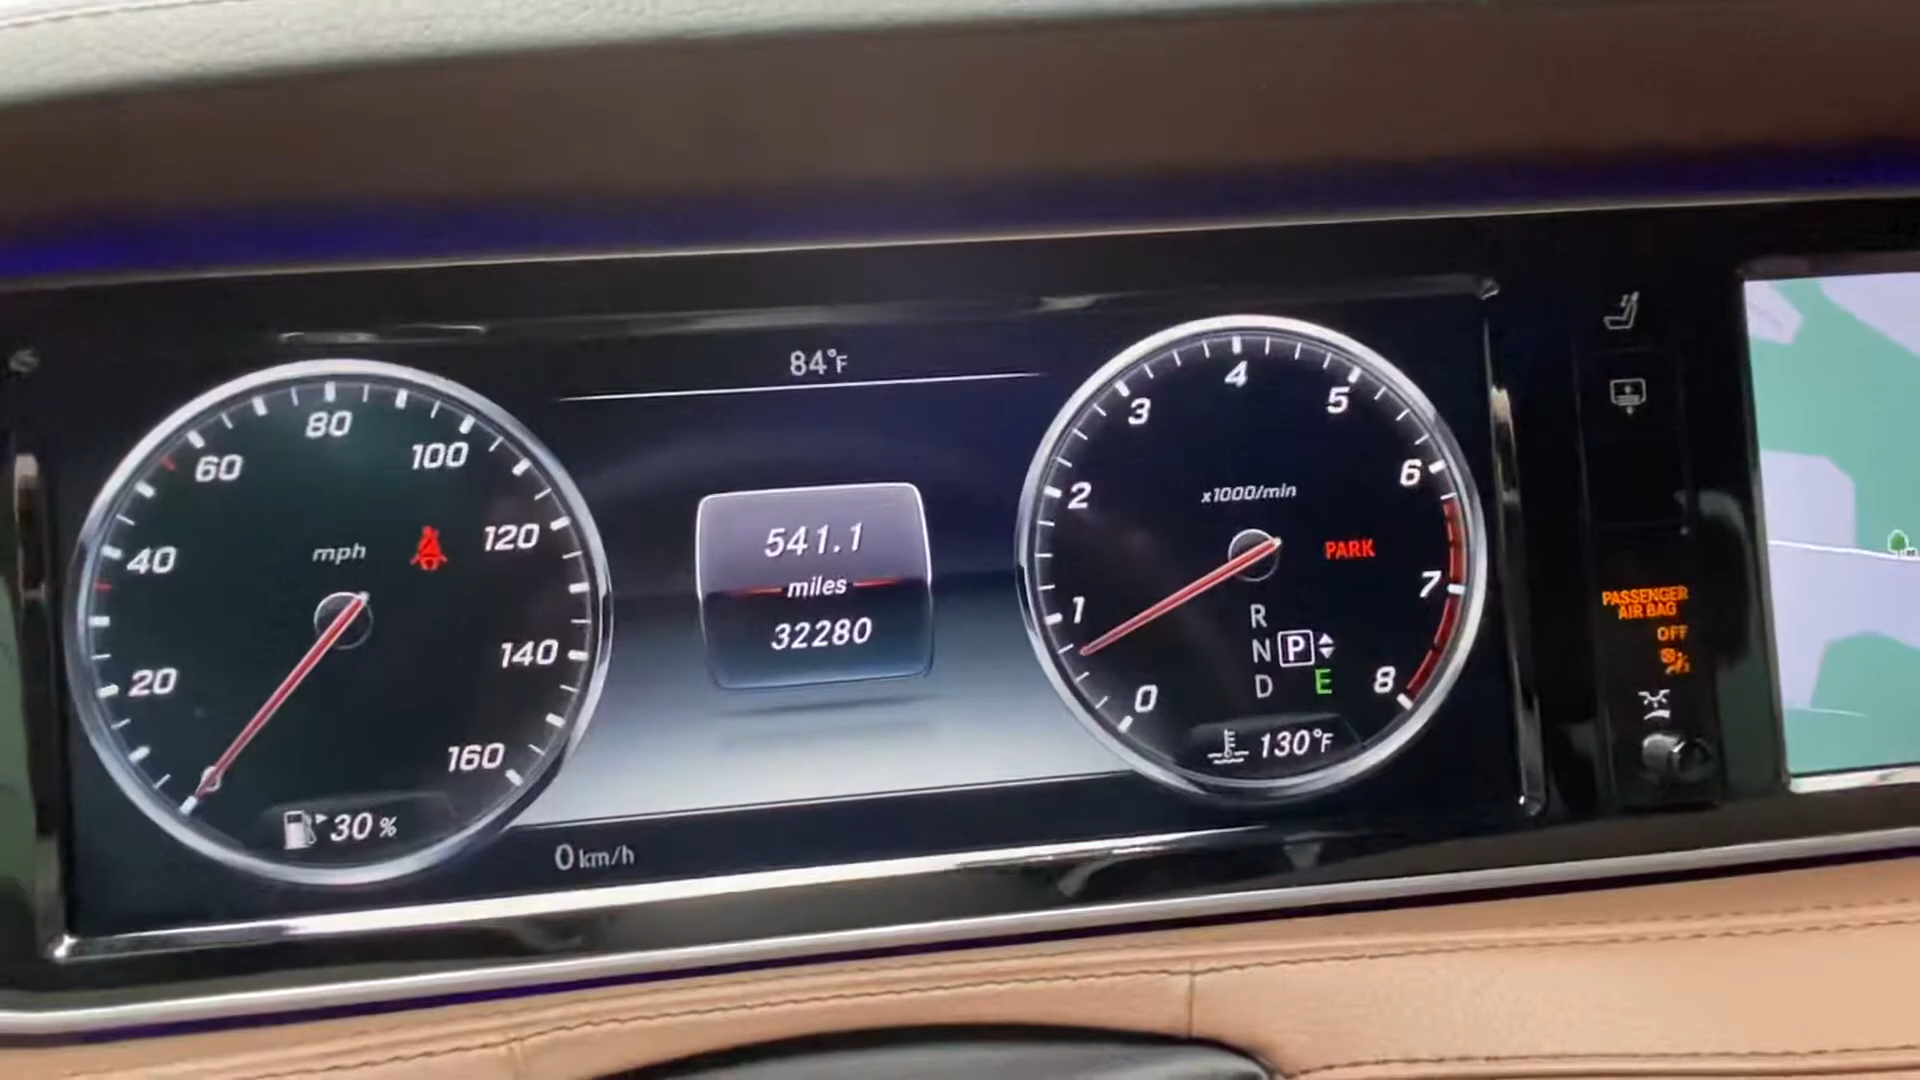 84°F
80
60
100
mph
120
40
140
20
160
30 %
0 km/h
541.1
miles
32280
4
3
5
2
6
x1000/min
PARK
1
7
R
N P
D E
0
8
130°F
PASSENGER
AIR BAG
OFF